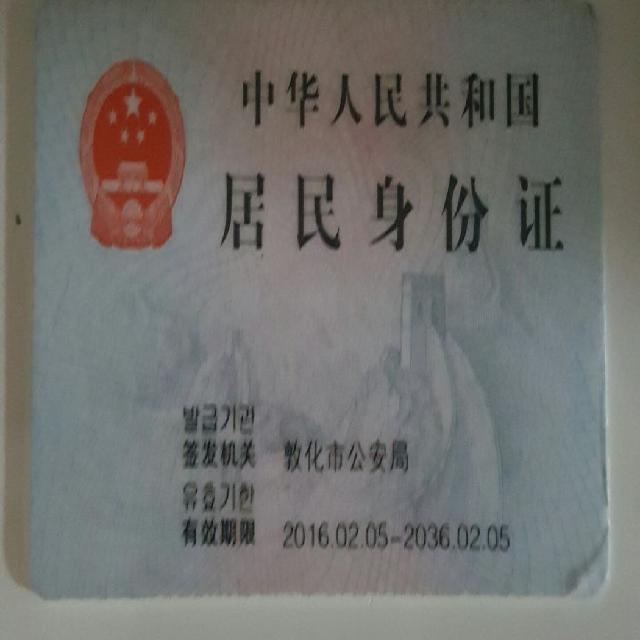 中华人民共和国
居民身份证
발급기관
签发机关 敦化市公安局
유효기한
有效期限 2016.02.05-2036.02.05